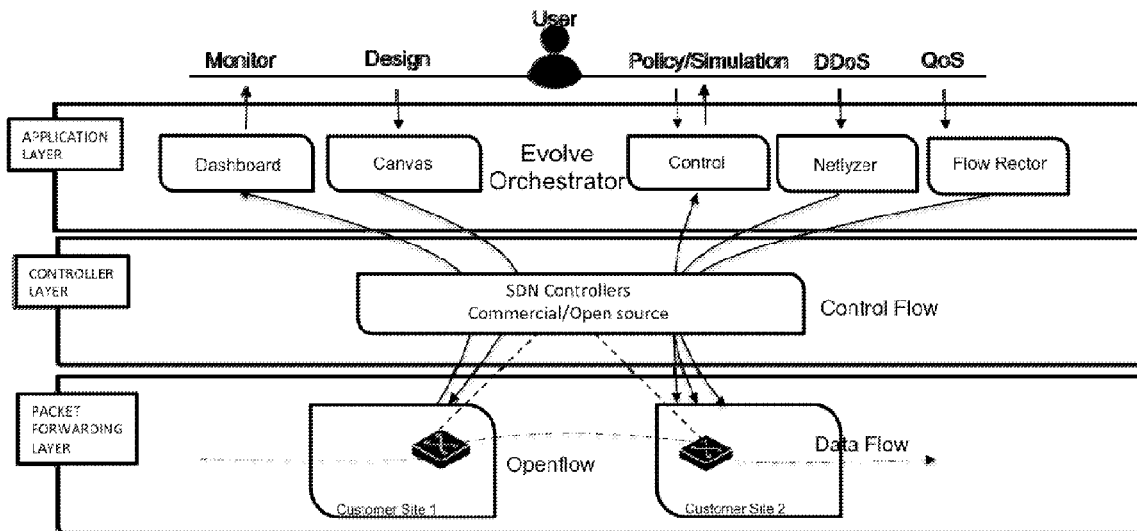 User
Monitor
Design
Policy/Simulation
DDoS
QoS
APPLICATION
LAYER
Dashboard
Canvas
Evolve
Orchestrator
Control
Netlyzer
Flow Rector
CONTROLLER
LAYER
SDN Controllers
Commercial/Open source
Control Flow
PACKET
FORWARDING
LAYER
Openflow
Data Flow
Customer Site 1
Customer Site 2